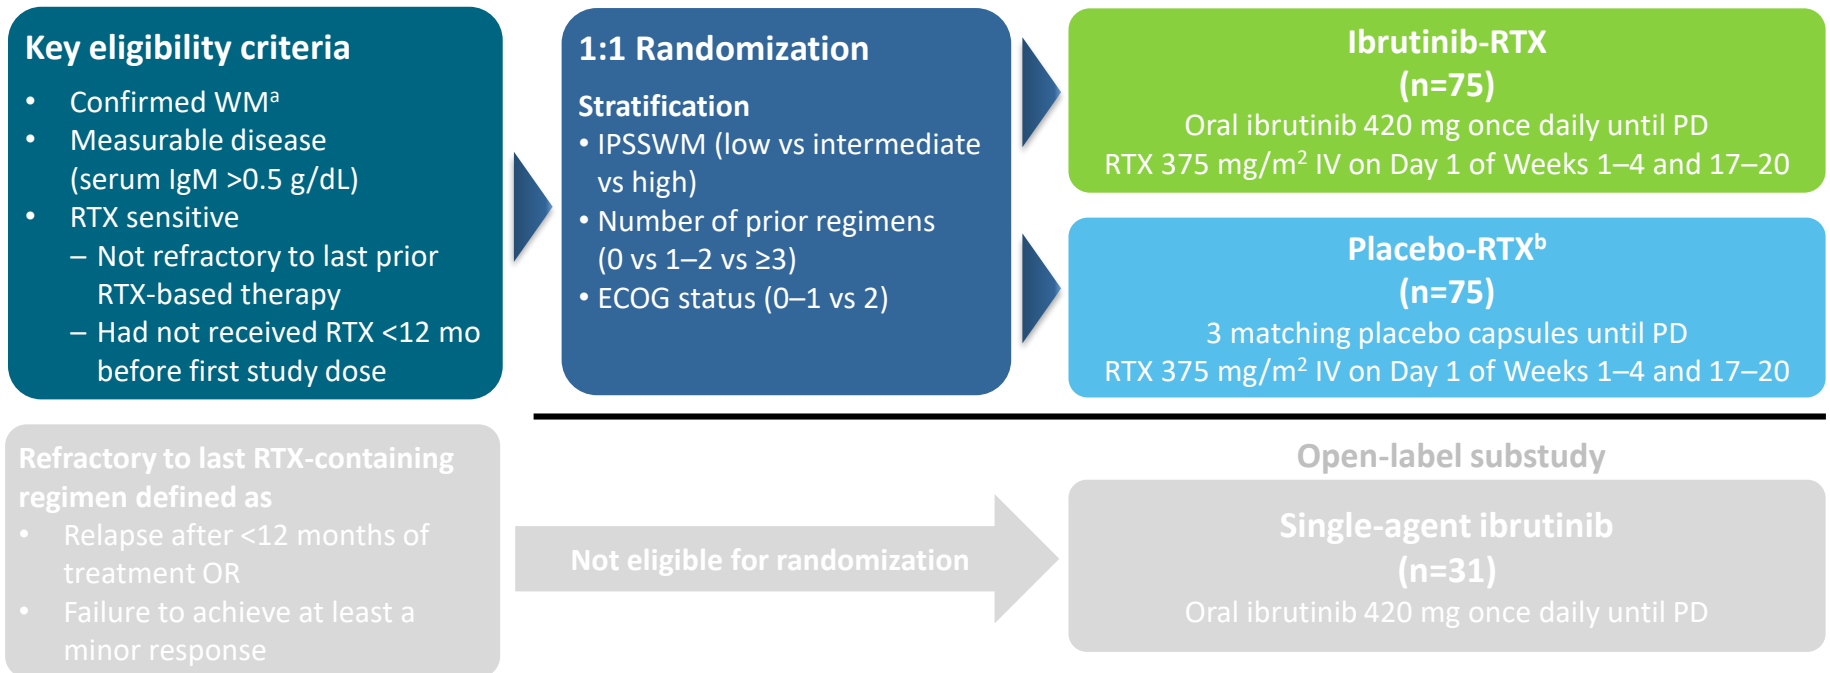 Key eligibility criteria
• Confirmed WMᵃ
• Measurable disease
(serum IgM >0.5 g/dL)
• RTX sensitive
– Not refractory to last prior
RTX-based therapy
– Had not received RTX <12 mo
before first study dose
1:1 Randomization
Stratification
• IPSSWM (low vs intermediate
vs high)
• Number of prior regimens
(0 vs 1–2 vs ≥3)
• ECOG status (0–1 vs 2)
Ibrutinib-RTX
(n=75)
Oral ibrutinib 420 mg once daily until PD
RTX 375 mg/m² IV on Day 1 of Weeks 1–4 and 17–20
Placebo-RTXᵇ
(n=75)
3 matching placebo capsules until PD
RTX 375 mg/m² IV on Day 1 of Weeks 1–4 and 17–20
Refractory to last RTX-containing
regimen defined as
• Relapse after <12 months of
treatment OR
• Failure to achieve at least a
minor response
Not eligible for randomization
Open-label substudy
Single-agent ibrutinib
(n=31)
Oral ibrutinib 420 mg once daily until PD